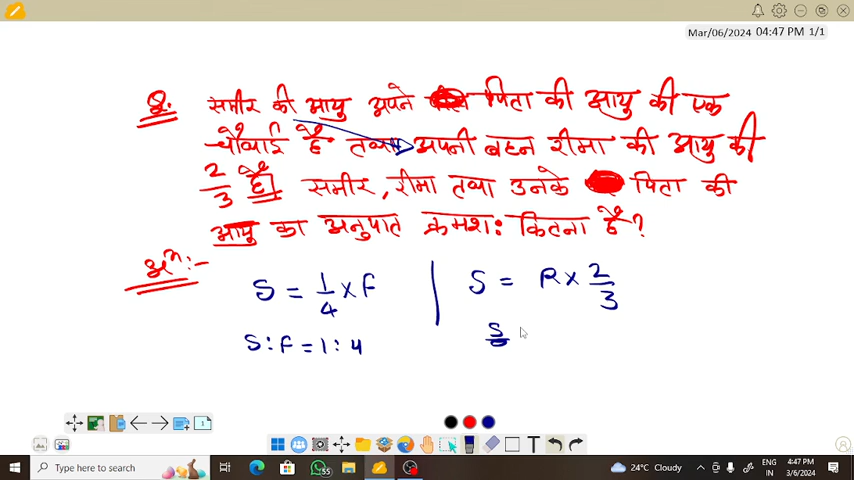 Mar/06/2024 04:47 PM 1/1
Q. समीर की आयु अपने पिता की आयु की एक
चौथाई है तथा अपनी बहन रीमा की आयु की
2/3 है। समीर, रीमा तथा उनके पिता की
आयु का अनुपात क्रमश: कितना है?
S = 1/4 × F
S = R × 2/3
S:F = 1:4
S
Type here to search
55
24°C Cloudy
ENG
IN
4:47 PM
3/6/2024